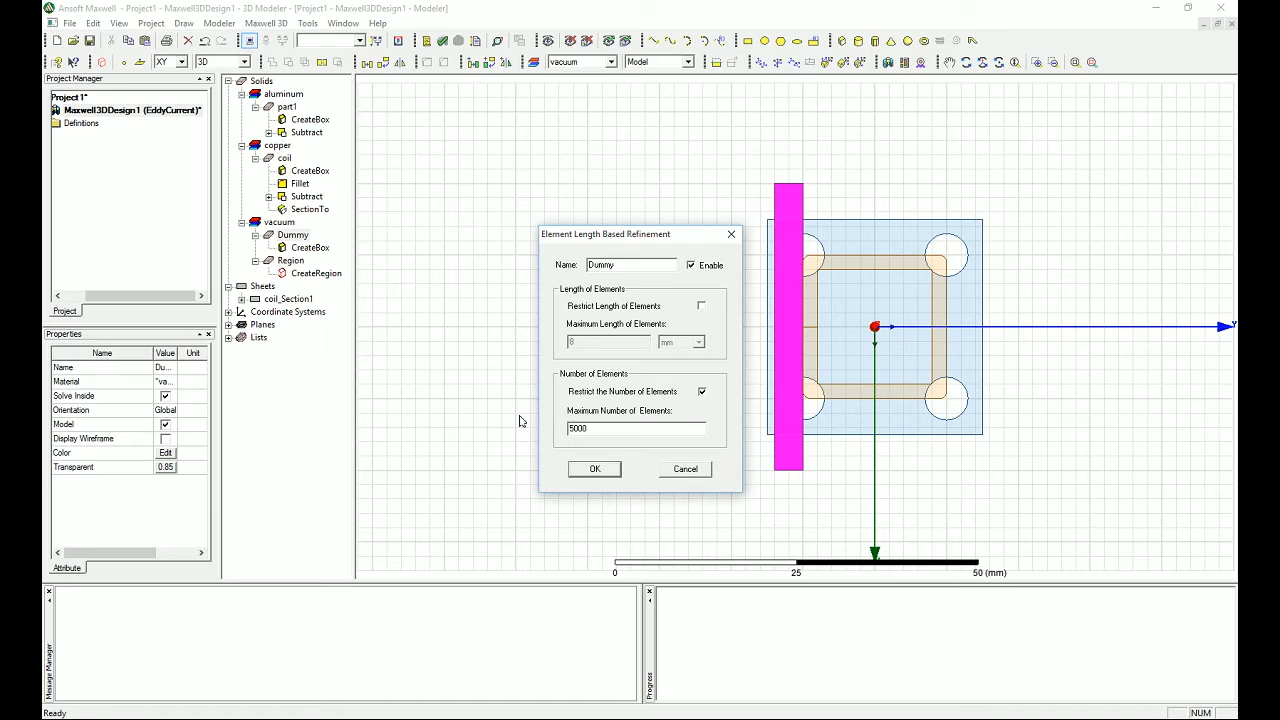 Ansoft Maxwell - Project1 - Maxwell3DDesign1 - 3D Modeler - [Project1 - Maxwell3DDesign1 - Modeler]
File Edit View Project Draw Modeler Maxwell 3D Tools Window Help
XY 3D vacuum Model
Project Manager
Project1*
Maxwell3DDesign1 (EddyCurrent)*
Definitions
Project
Properties
Name Value Unit
Name Du...
Material "va...
Solve Inside
Orientation Global
Model
Display Wireframe
Color Edit
Transparent 0.85
Attribute
Solids
aluminum
part1
CreateBox
Subtract
copper
coil
CreateBox
Fillet
Subtract
SectionTo
vacuum
Dummy
CreateBox
Region
CreateRegion
Sheets
coil_Section1
Coordinate Systems
Planes
Lists
Element Length Based Refinement
Name: Dummy Enable
Length of Elements
Restrict Length of Elements
Maximum Length of Elements:
8 mm
Number of Elements
Restrict the Number of Elements
Maximum Number of Elements:
5000
OK Cancel
0 25 50 (mm)
Message Manager
Progress
Ready
NUM